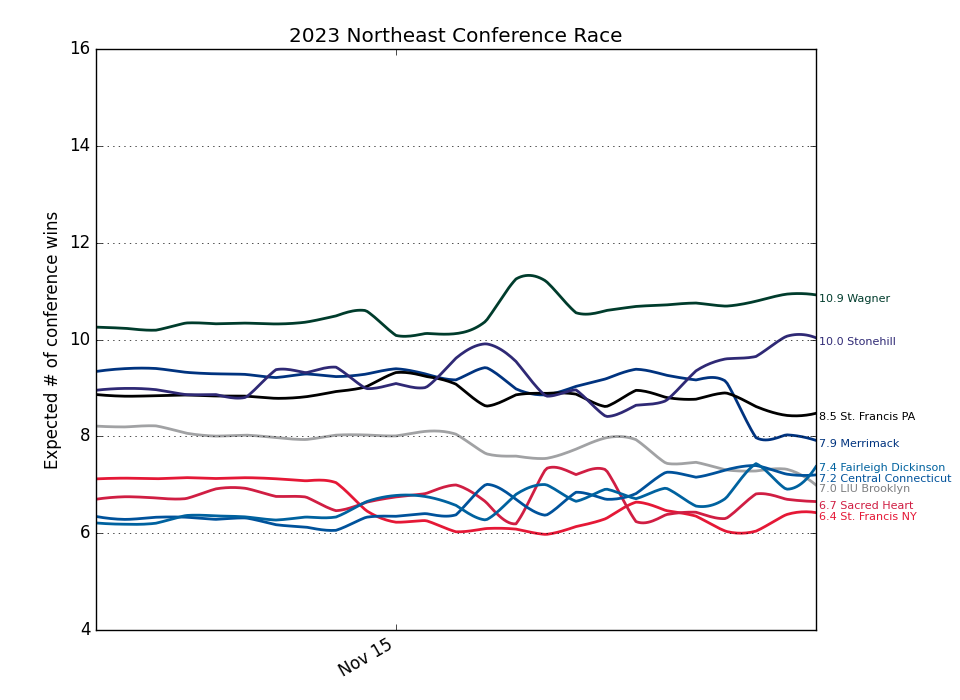 2023 Northeast Conference Race
Expected # of conference wins
16
14
12
10
8
6
4
Nov 15
10.9 Wagner
10.0 Stonehill
8.5 St. Francis PA
7.9 Merrimack
7.4 Fairleigh Dickinson
7.2 Central Connecticut
7.0 LIU Brooklyn
6.7 Sacred Heart
6.4 St. Francis NY